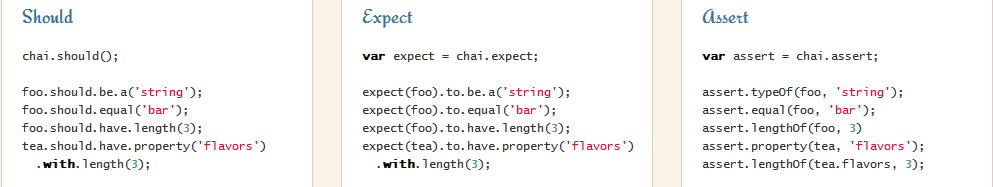 Should
chai.should();
foo.should.be.a('string');
foo.should.equal('bar');
foo.should.have.length(3);
tea.should.have.property('flavors')
.with.length(3);
Expect
var expect = chai.expect;
expect(foo).to.be.a('string');
expect(foo).to.equal('bar');
expect(foo).to.have.length(3);
expect(tea).to.have.property('flavors')
.with.length(3);
Assert
var assert = chai.assert;
assert.typeOf(foo, 'string');
assert.equal(foo, 'bar');
assert.lengthOf(foo, 3)
assert.property(tea, 'flavors');
assert.lengthOf(tea.flavors, 3);